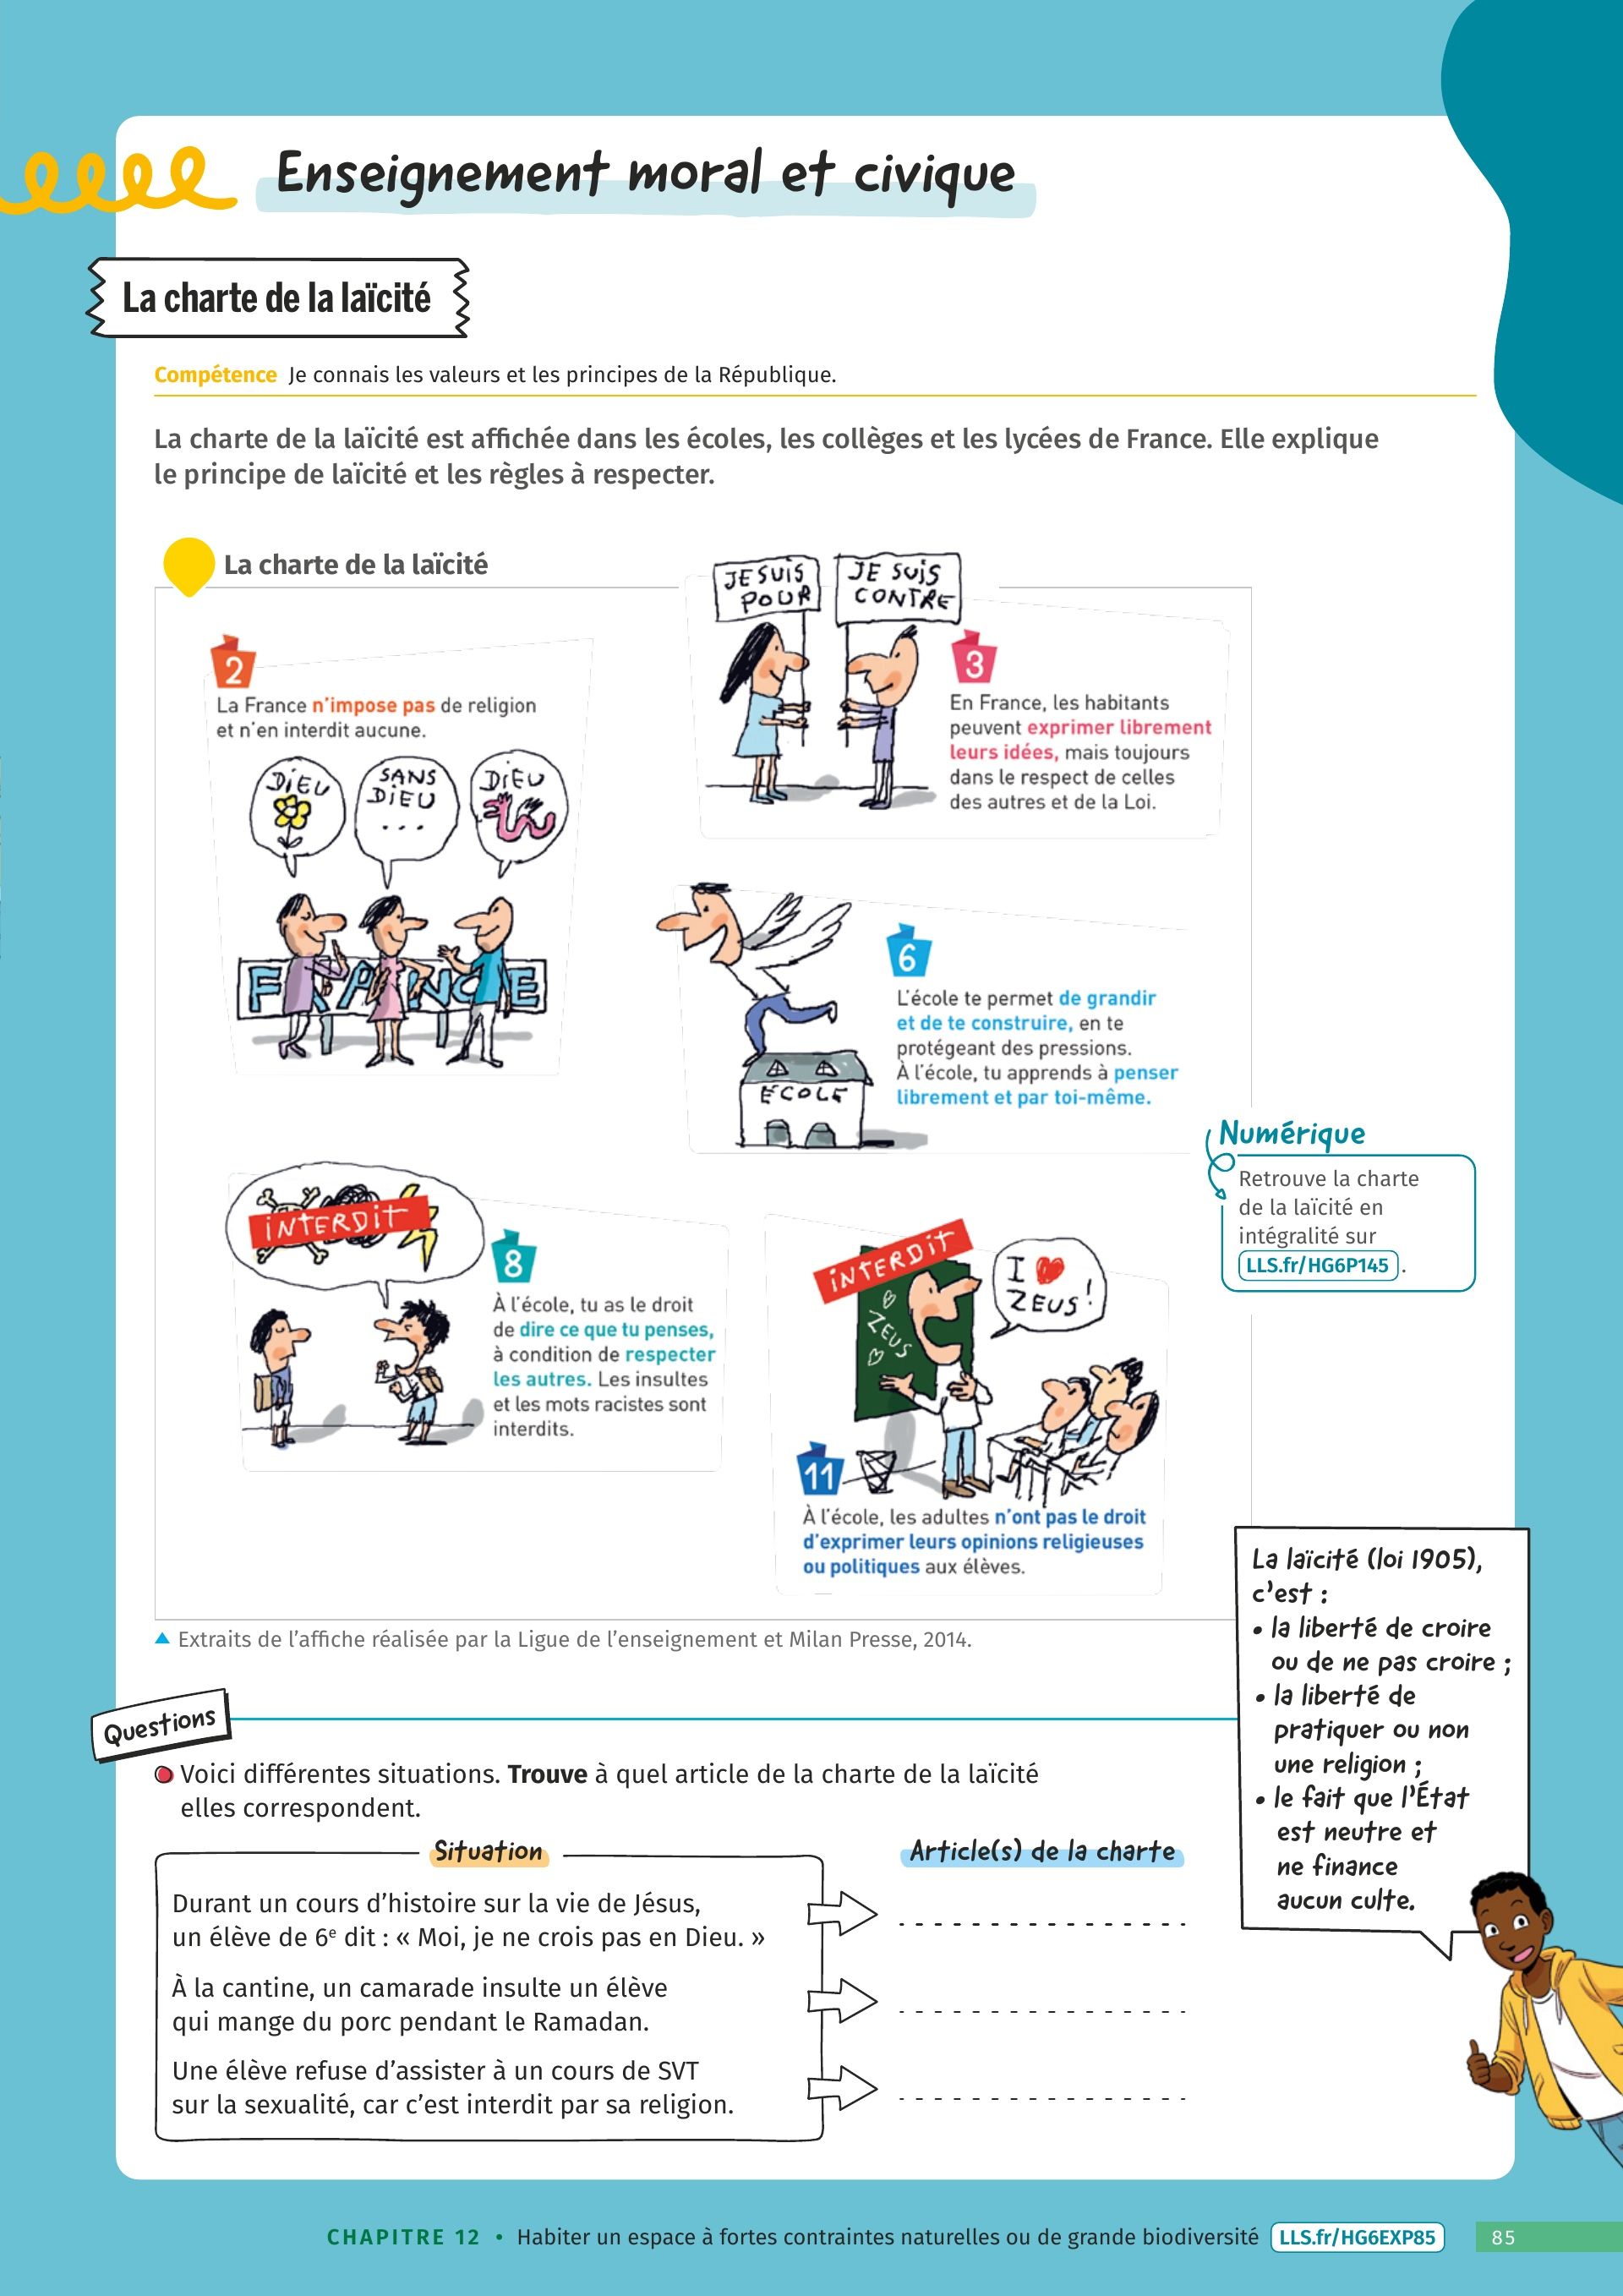 Enseignement moral et civique
La charte de la laïcité
Compétence Je connais les valeurs et les principes de la République.
La charte de la laïcité est affichée dans les écoles, les collèges et les lycées de France. Elle explique
le principe de laïcité et les règles à respecter.
La charte de la laïcité
2
La France n'impose pas de religion
et n'en interdit aucune.
DIEU
SANS
DIEU
...
DIEU
FRANCE
JE SUIS
POUR
JE SUIS
CONTRE
3
En France, les habitants
peuvent exprimer librement
leurs idées, mais toujours
dans le respect de celles
des autres et de la Loi.
6
L'école te permet de grandir
et de te construire, en te
protégeant des pressions.
À l'école, tu apprends à penser
librement et par toi-même.
ÉCOLE
Numérique
Retrouve la charte
de la laïcité en
intégralité sur
LLS.fr/HG6P145 .
INTERDIT
8
À l'école, tu as le droit
de dire ce que tu penses,
à condition de respecter
les autres. Les insultes
et les mots racistes sont
interdits.
INTERDIT
ZEUS
I ♥
ZEUS !
11
À l'école, les adultes n'ont pas le droit
d'exprimer leurs opinions religieuses
ou politiques aux élèves.
▲ Extraits de l'affiche réalisée par la Ligue de l'enseignement et Milan Presse, 2014.
La laïcité (loi 1905),
c'est :
• la liberté de croire
ou de ne pas croire ;
• la liberté de
pratiquer ou non
une religion ;
• le fait que l'État
est neutre et
ne finance
aucun culte.
Questions
Voici différentes situations. Trouve à quel article de la charte de la laïcité
elles correspondent.
Situation
Article(s) de la charte
Durant un cours d'histoire sur la vie de Jésus,
un élève de 6e dit : « Moi, je ne crois pas en Dieu. »
À la cantine, un camarade insulte un élève
qui mange du porc pendant le Ramadan.
Une élève refuse d'assister à un cours de SVT
sur la sexualité, car c'est interdit par sa religion.
CHAPITRE 12 • Habiter un espace à fortes contraintes naturelles ou de grande biodiversité LLS.fr/HG6EXP85 85